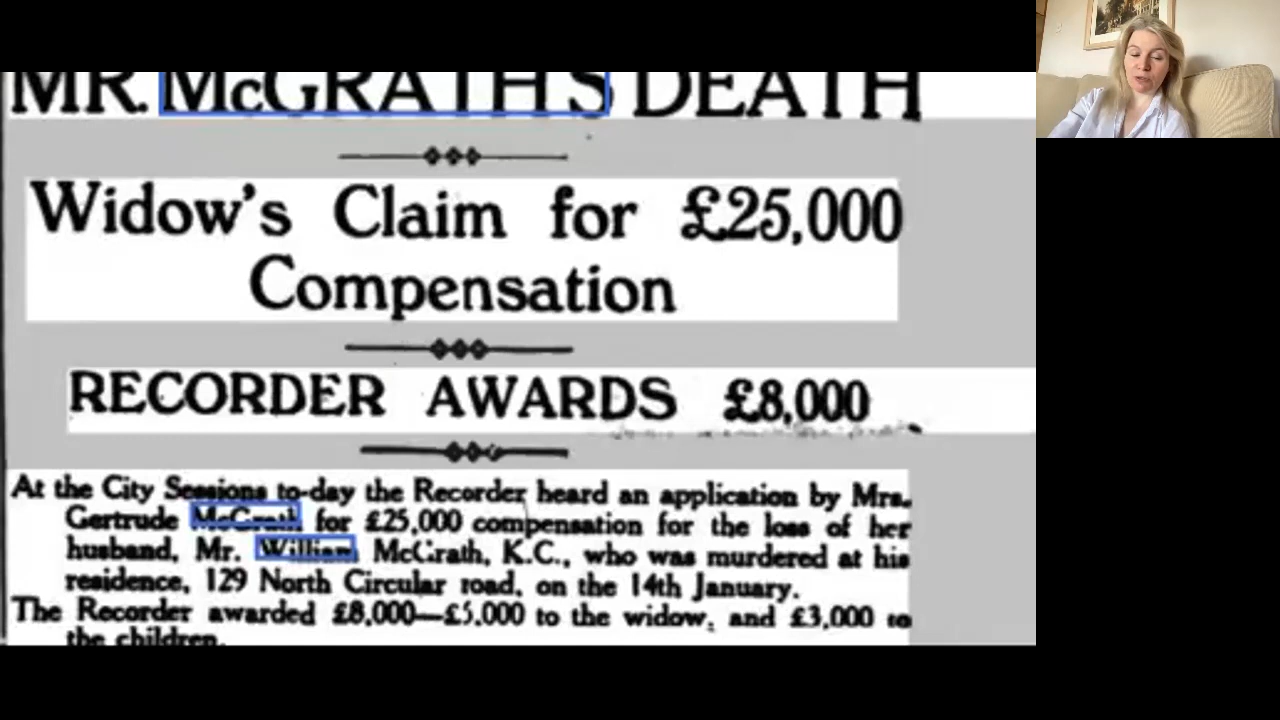 MR. McGRATH'S DEATH
Widow's Claim for £25,000
Compensation
RECORDER AWARDS £8,000
At the City Sessions to-day the Recorder heard an application by Mrs.
Gertrude McGrath for £25,000 compensation for the loss of her
husband, Mr. William McGrath, K.C., who was murdered at his
residence, 129 North Circular road, on the 14th January.
The Recorder awarded £8,000—£5,000 to the widow, and £3,000 to
the children.